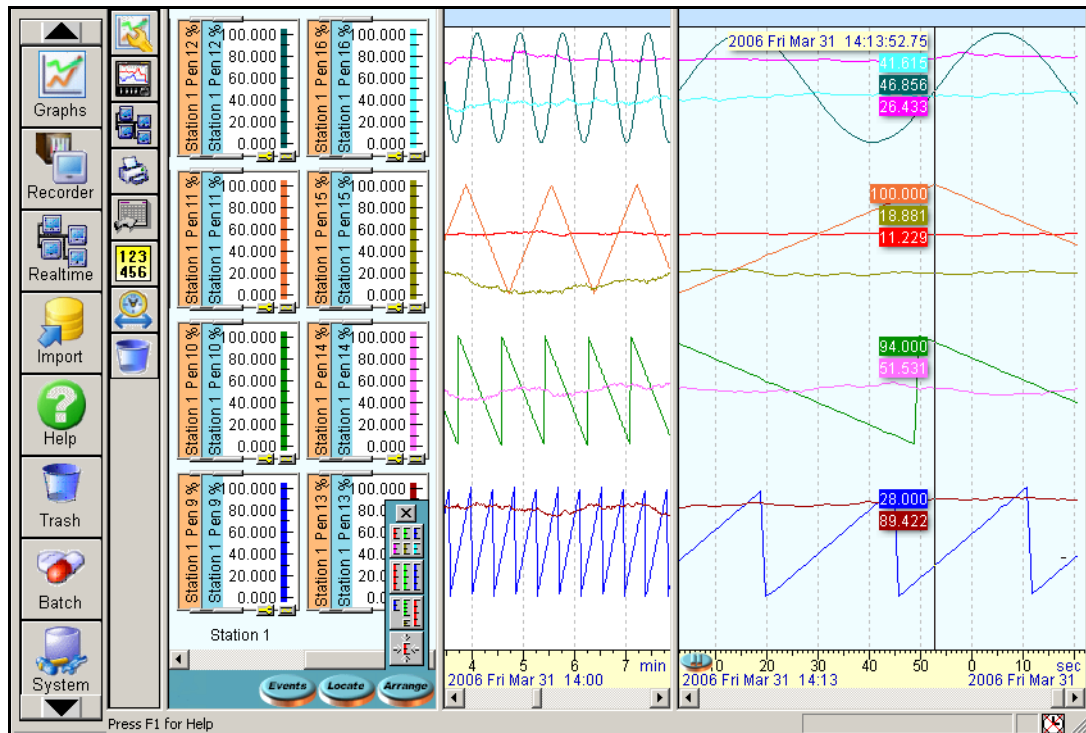 Graphs
Recorder
Realtime
Import
Help
Trash
Batch
System
123
456
Station 1 Pen 12 %
Station 1 Pen 12 %
100.000
80.000
60.000
40.000
20.000
0.000
Station 1 Pen 16 %
Station 1 Pen 16 %
100.000
80.000
60.000
40.000
20.000
0.000
Station 1 Pen 11 %
Station 1 Pen 11 %
100.000
80.000
60.000
40.000
20.000
0.000
Station 1 Pen 15 %
Station 1 Pen 15 %
100.000
80.000
60.000
40.000
20.000
0.000
Station 1 Pen 10 %
Station 1 Pen 10 %
100.000
80.000
60.000
40.000
20.000
0.000
Station 1 Pen 14 %
Station 1 Pen 14 %
100.000
80.000
60.000
40.000
20.000
0.000
Station 1 Pen 9 %
Station 1 Pen 9 %
100.000
80.000
60.000
40.000
20.000
0.000
Station 1 Pen 13 %
Station 1 Pen 13 %
100.000
80.000
60.000
40.000
20.000
Station 1
Events Locate Arrange
4 5 6 7 min
2006 Fri Mar 31 14:00
2006 Fri Mar 31 14:13:52.75
41.615
46.856
26.433
100.000
18.881
11.229
94.000
51.531
28.000
89.422
10 20 30 40 50 0 10 sec
2006 Fri Mar 31 14:13 2006 Fri Mar 31
Press F1 for Help